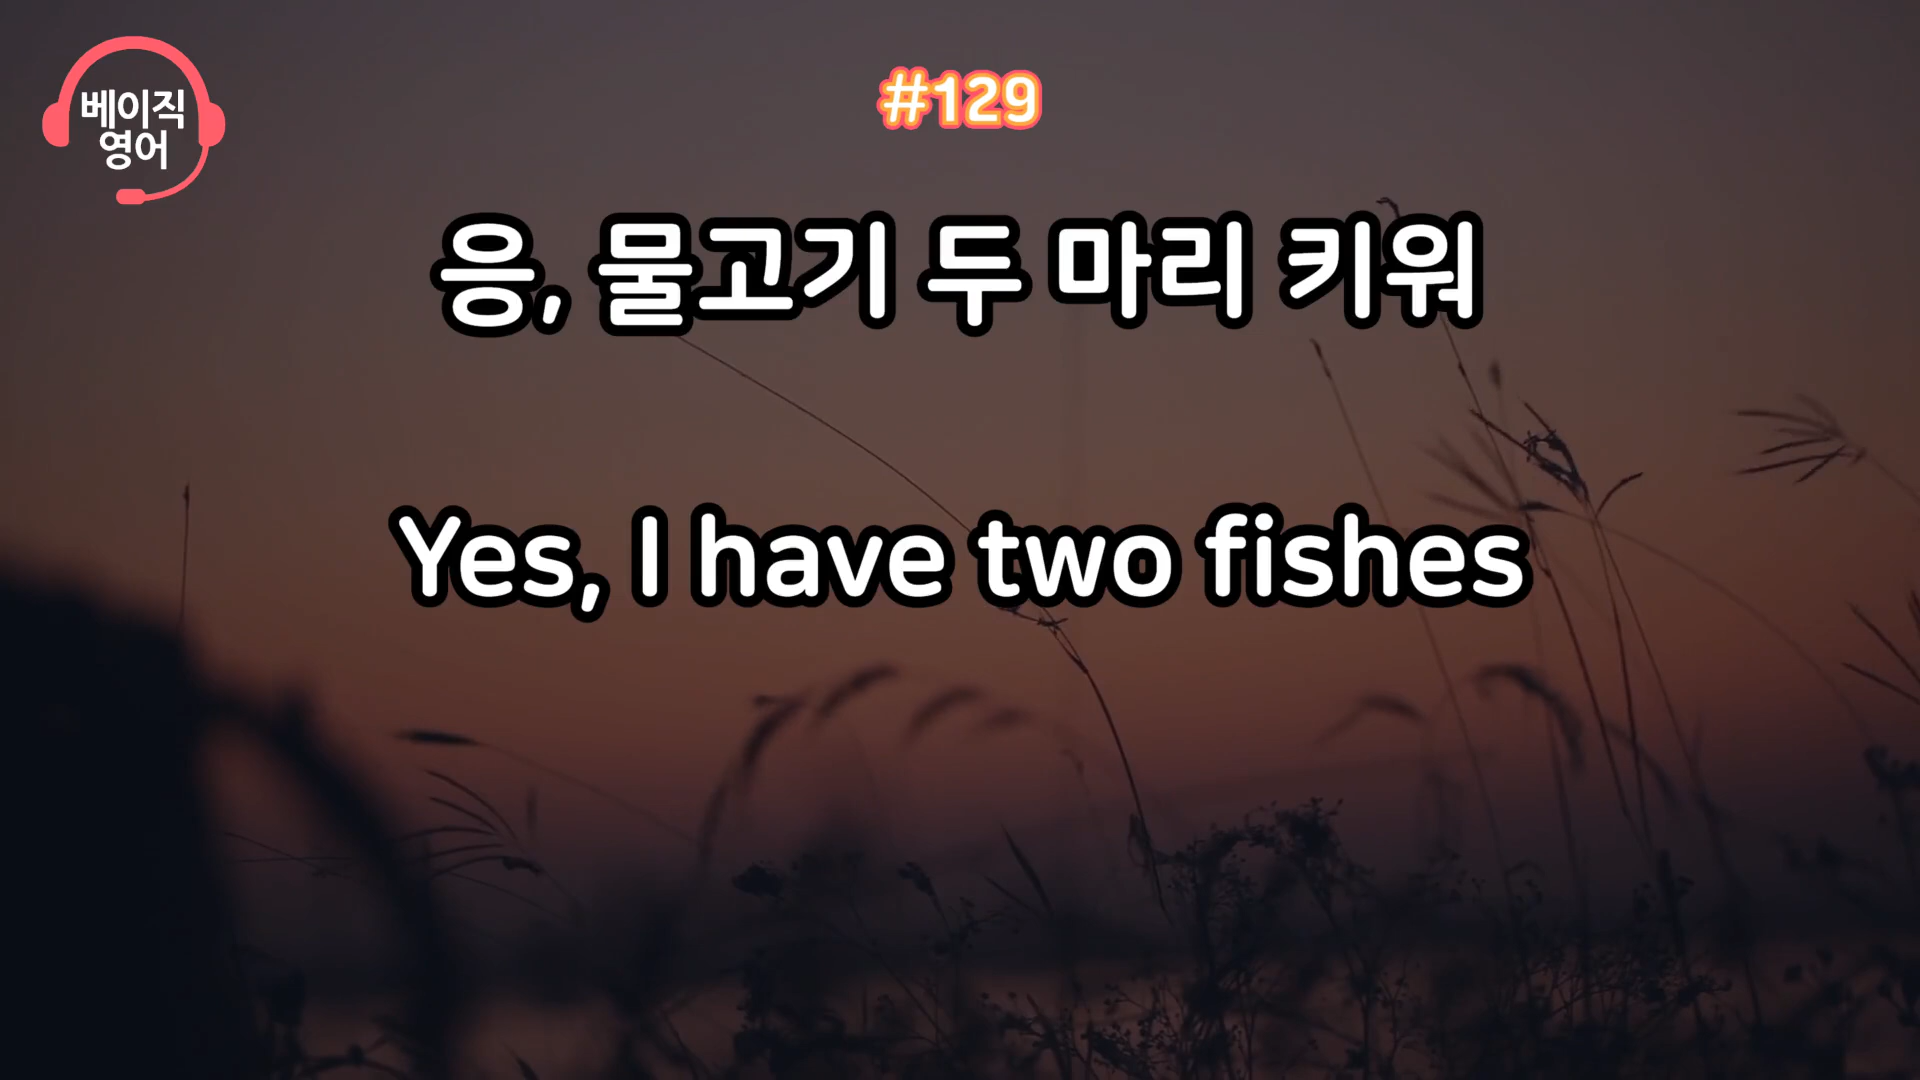 베이직
영어
#129
응, 물고기 두 마리 키워
Yes, I have two fishes